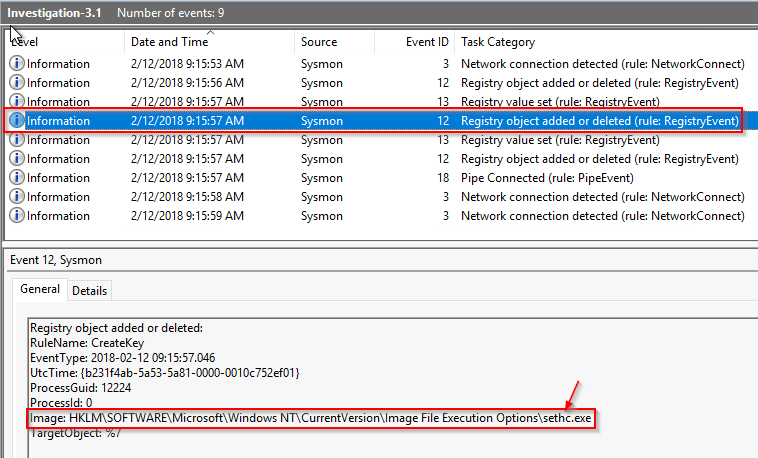 Investigation-3.1 Number of events: 9
Level Date and Time Source Event ID Task Category
Information 2/12/2018 9:15:53 AM Sysmon 3 Network connection detected (rule: NetworkConnect)
Information 2/12/2018 9:15:56 AM Sysmon 12 Registry object added or deleted (rule: RegistryEvent)
Information 2/12/2018 9:15:57 AM Sysmon 13 Registry value set (rule: RegistryEvent)
Information 2/12/2018 9:15:57 AM Sysmon 12 Registry object added or deleted (rule: RegistryEvent)
Information 2/12/2018 9:15:57 AM Sysmon 13 Registry value set (rule: RegistryEvent)
Information 2/12/2018 9:15:57 AM Sysmon 12 Registry object added or deleted (rule: RegistryEvent)
Information 2/12/2018 9:15:57 AM Sysmon 18 Pipe Connected (rule: PipeEvent)
Information 2/12/2018 9:15:58 AM Sysmon 3 Network connection detected (rule: NetworkConnect)
Information 2/12/2018 9:15:59 AM Sysmon 3 Network connection detected (rule: NetworkConnect)
Event 12, Sysmon
General Details
Registry object added or deleted:
RuleName: CreateKey
EventType: 2018-02-12 09:15:57.046
UtcTime: {b231f4ab-5a53-5a81-0000-0010c752ef01}
ProcessGuid: 12224
ProcessId: 0
Image: HKLM\SOFTWARE\Microsoft\Windows NT\CurrentVersion\Image File Execution Options\sethc.exe
TargetObject: %7